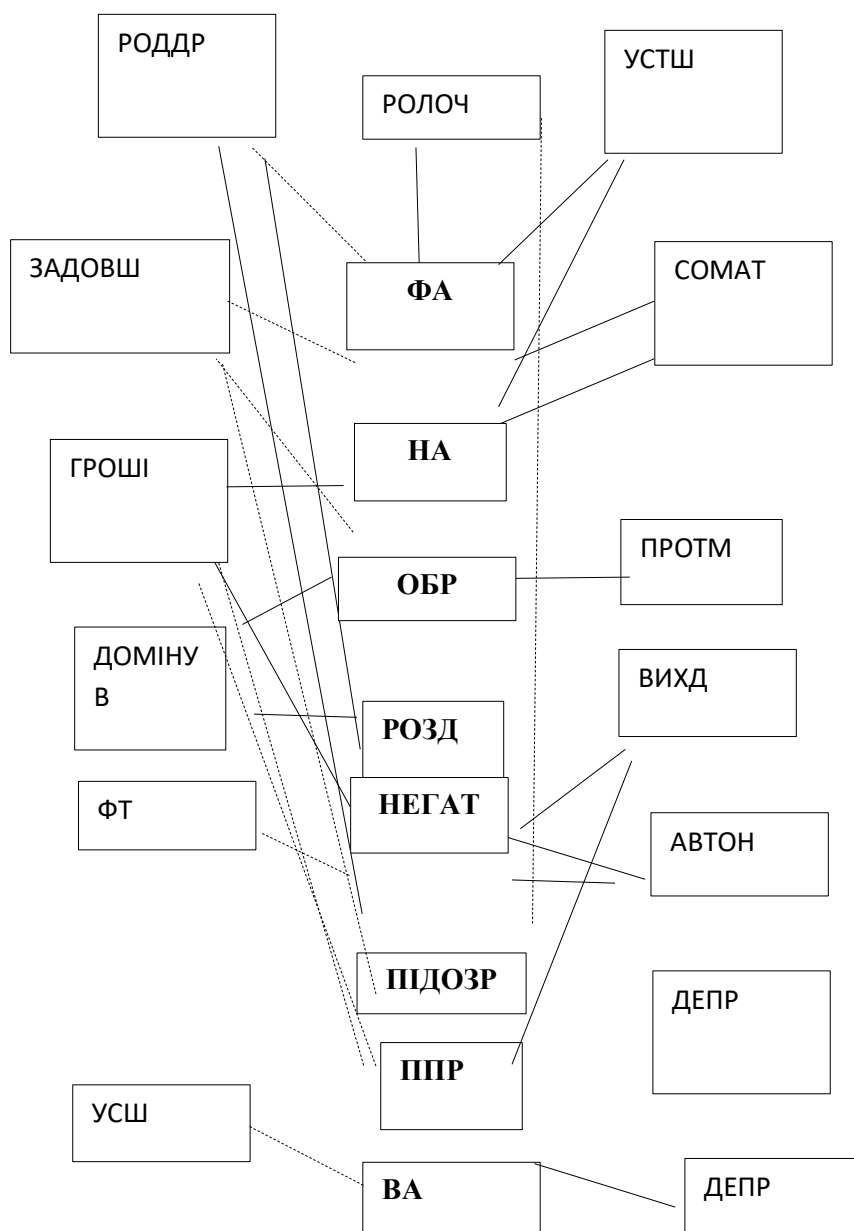 РОДДР
РОЛОЧ
УСТШ
ЗАДОВШ
ФА
СОМАТ
ГРОШІ
НА
ОБР
ПРОТМ
ДОМІНУ
В
РОЗД
ВИХД
ФТ
НЕГАТ
АВТОН
ПІДОЗР
ДЕПР
ППР
УСШ
ВА
ДЕПР